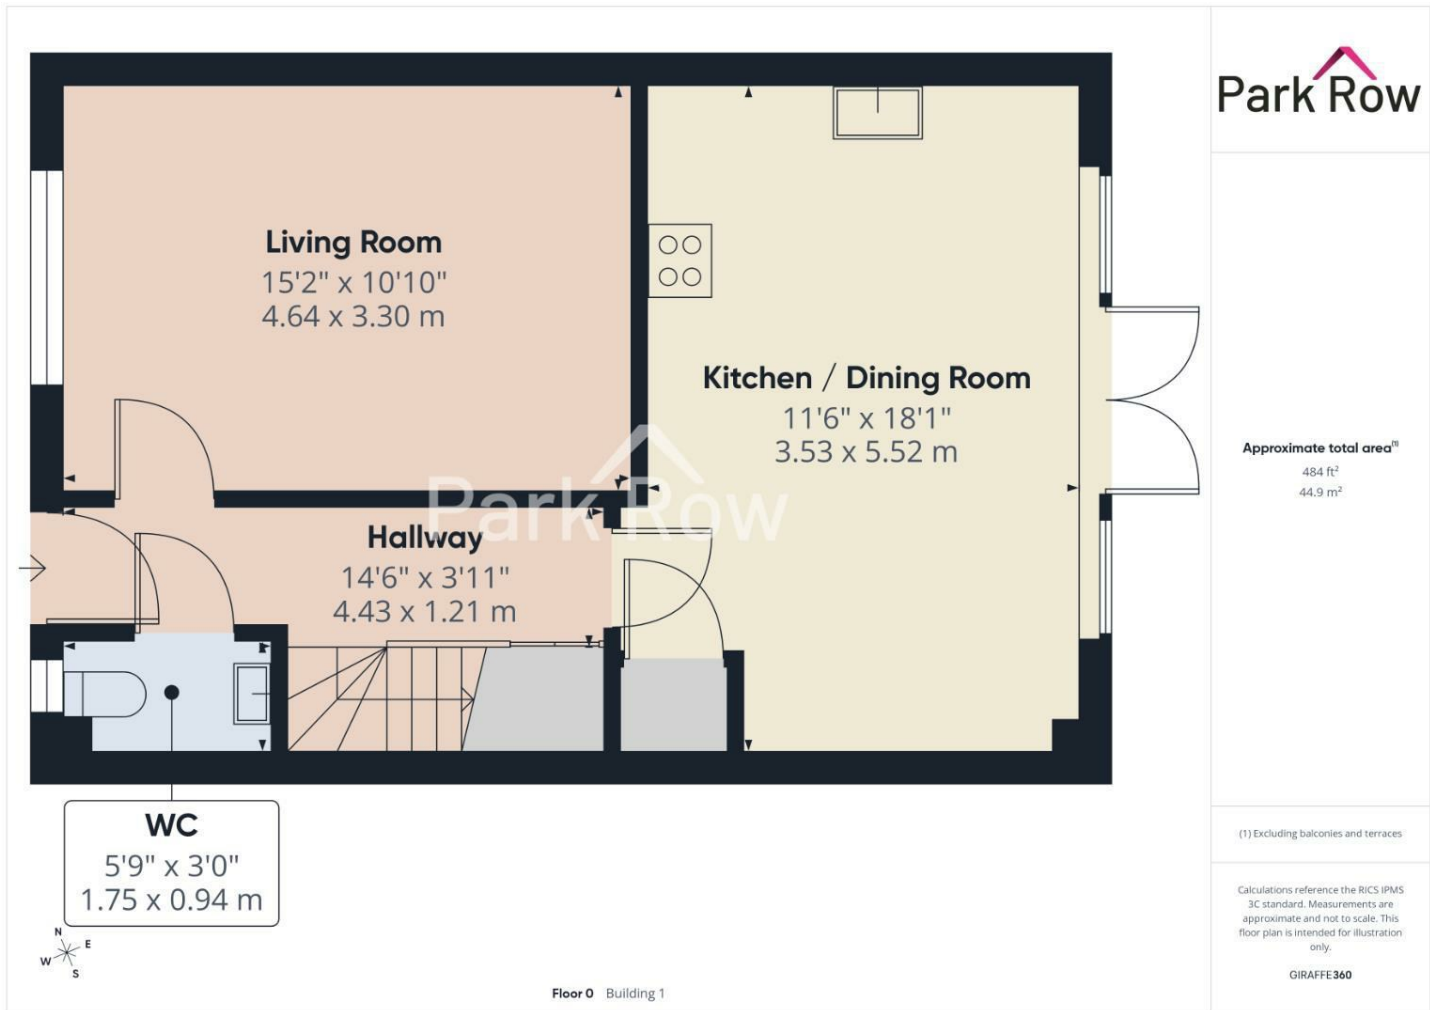 Park Row
Living Room
15'2" x 10'10"
4.64 x 3.30 m
Kitchen / Dining Room
11'6" x 18'1"
3.53 x 5.52 m
Park Row
Hallway
14'6" x 3'11"
4.43 x 1.21 m
WC
5'9" x 3'0"
1.75 x 0.94 m
N
E
W
S
Floor 0 Building 1
Approximate total area(1)
484 ft²
44.9 m²
(1) Excluding balconies and terraces
Calculations reference the RICS IPMS
3C standard. Measurements are
approximate and not to scale. This
floor plan is intended for illustration
only.
GIRAFFE360